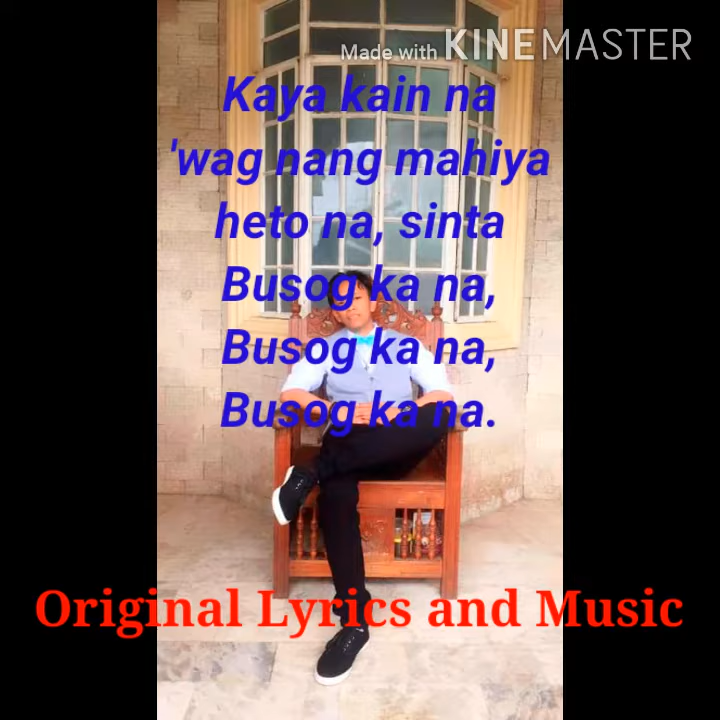 Made with KINEMASTER
Kaya kain na
'wag nang mahiya
heto na, sinta
Busog ka na,
Busog ka na,
Busog ka na.
Original Lyrics and Music